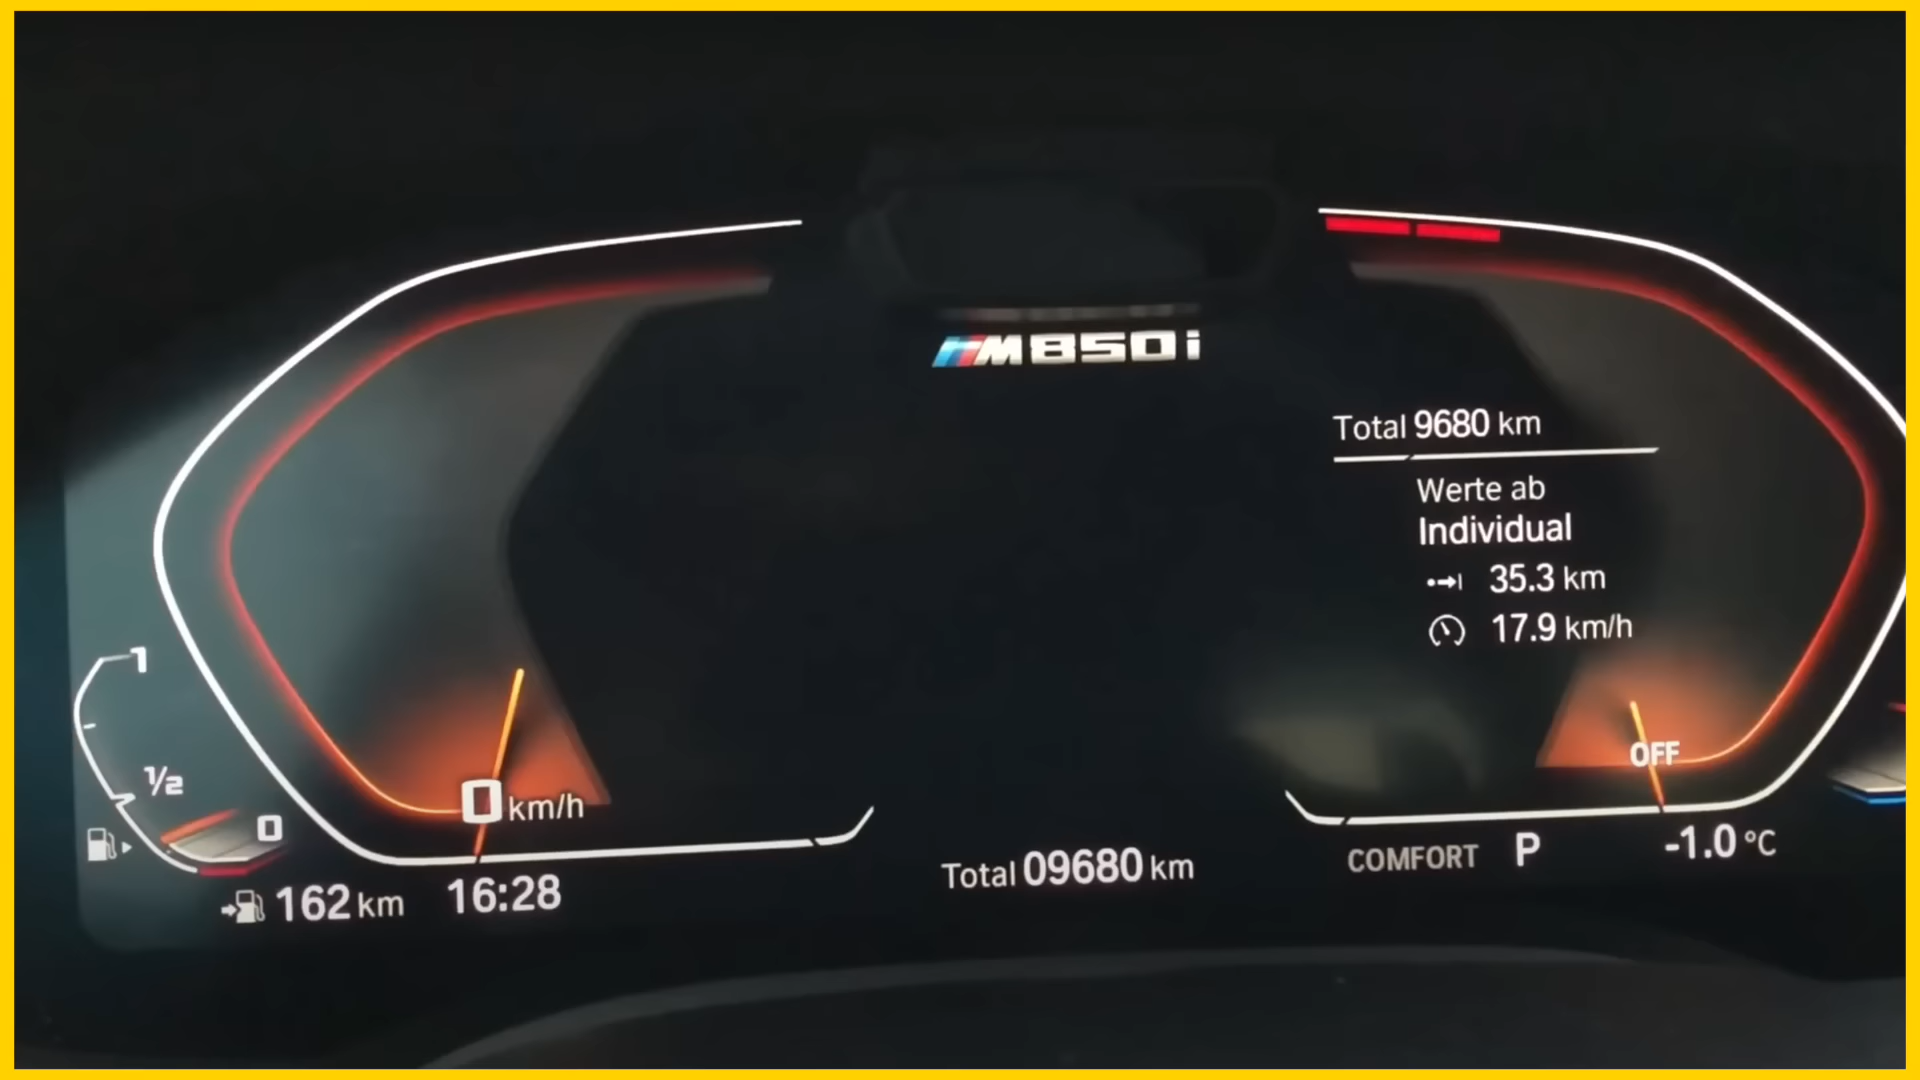 M850i
Total 9680 km
Werte ab
Individual
35.3 km
17.9 km/h
1
1/2
0
0 km/h
OFF
162 km
16:28
Total 09680 km
COMFORT P
-1.0 °C